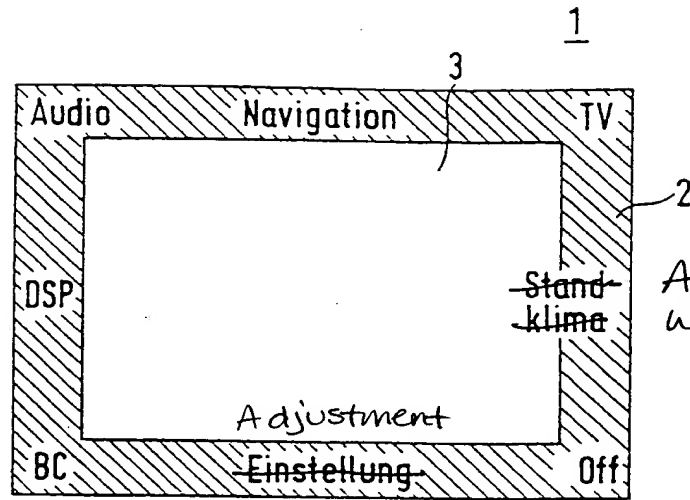 1
3
Audio Navigation TV
2
DSP
Stand
klima
A
Adjustment
BC Einstellung Off